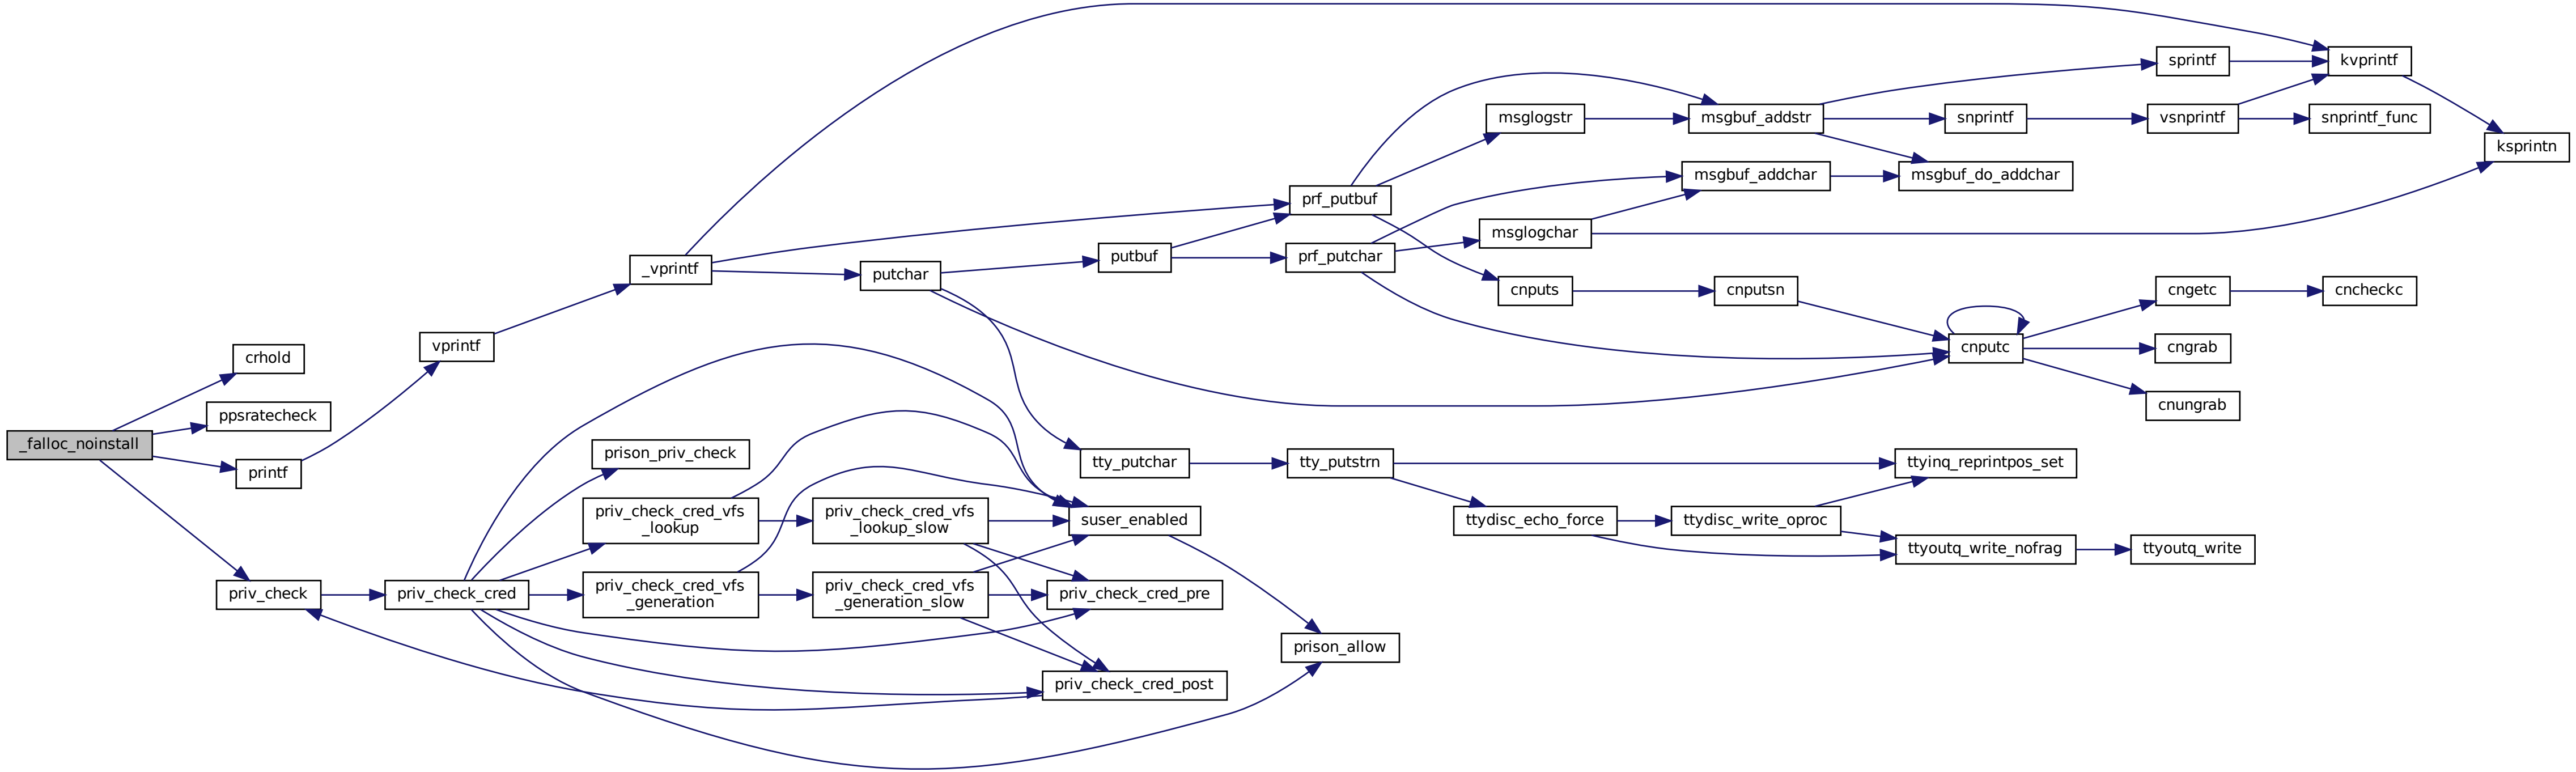 _falloc_noinstall
crhold
ppsratecheck
printf
priv_check
vprintf
_vprintf
priv_check_cred
prison_priv_check
priv_check_cred_vfs
_lookup
priv_check_cred_vfs
_generation
putchar
priv_check_cred_vfs
_lookup_slow
priv_check_cred_vfs
_generation_slow
putbuf
tty_putchar
suser_enabled
priv_check_cred_pre
priv_check_cred_post
prf_putbuf
prf_putchar
tty_putstrn
prison_allow
msglogstr
msglogchar
cnputs
ttydisc_echo_force
msgbuf_addstr
msgbuf_addchar
cnputsn
ttydisc_write_oproc
snprintf
msgbuf_do_addchar
cnputc
ttyinq_reprintpos_set
ttyoutq_write_nofrag
sprintf
vsnprintf
cngetc
cngrab
cnungrab
ttyoutq_write
kvprintf
snprintf_func
cncheckc
ksprintn